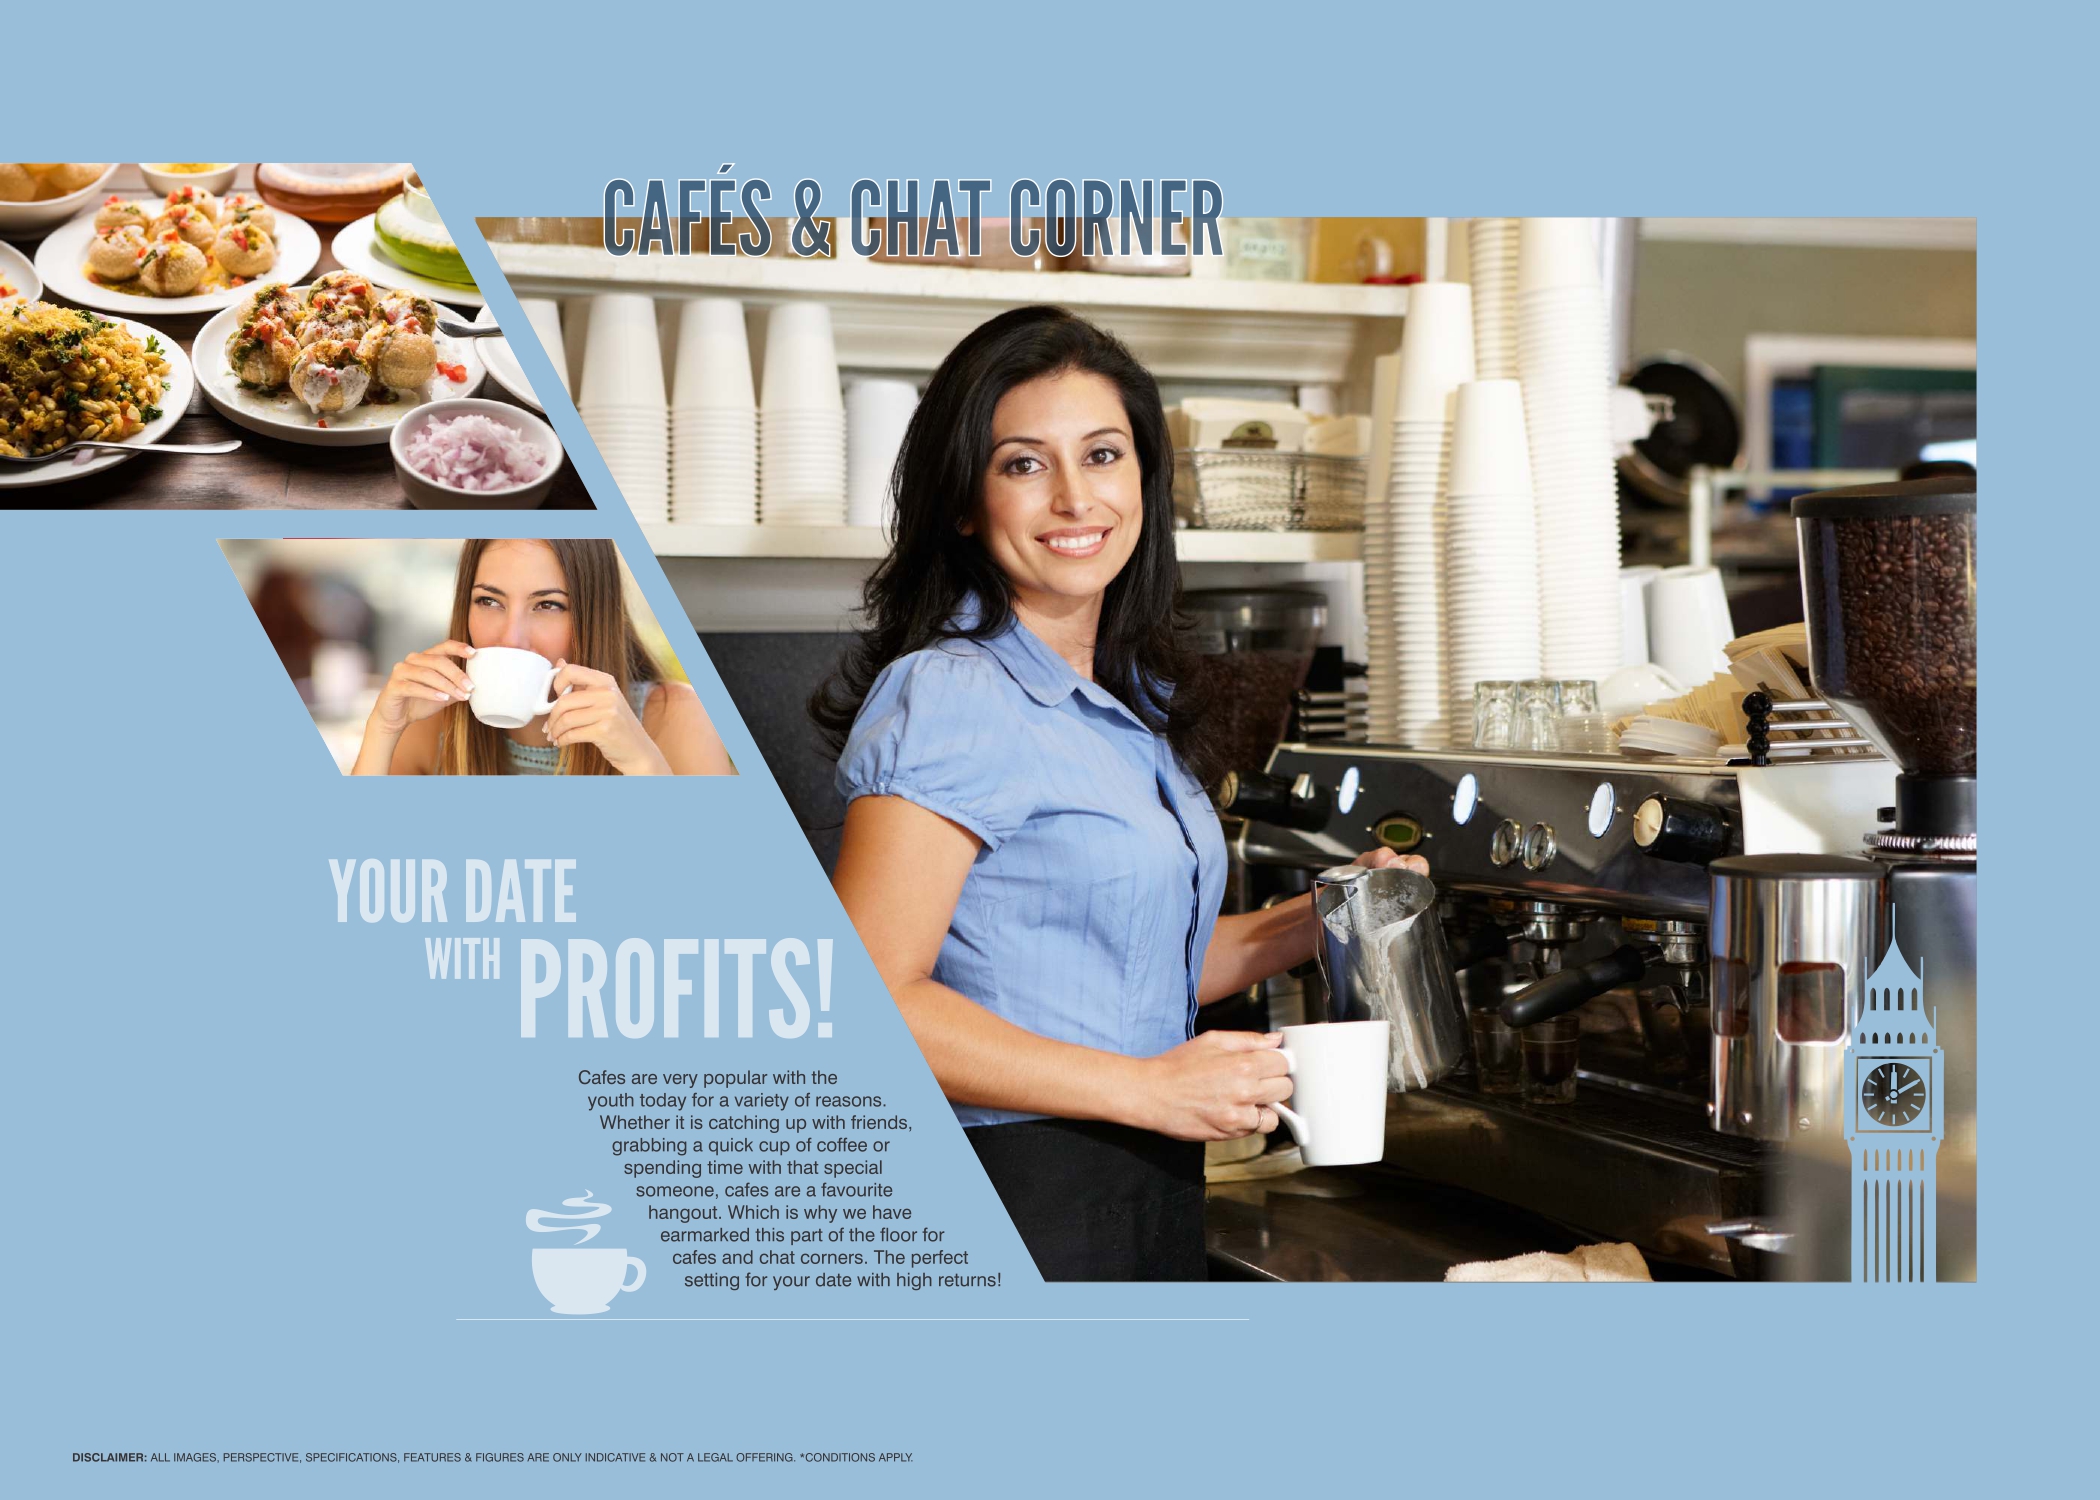 CAFÉS & CHAT CORNER
YOUR DATE
WITH PROFITS!
Cafes are very popular with the
youth today for a variety of reasons.
Whether it is catching up with friends,
grabbing a quick cup of coffee or
spending time with that special
someone, cafes are a favourite
hangout. Which is why we have
earmarked this part of the floor for
cafes and chat corners. The perfect
setting for your date with high returns!
DISCLAIMER: ALL IMAGES, PERSPECTIVE, SPECIFICATIONS, FEATURES & FIGURES ARE ONLY INDICATIVE & NOT A LEGAL OFFERING. *CONDITIONS APPLY.